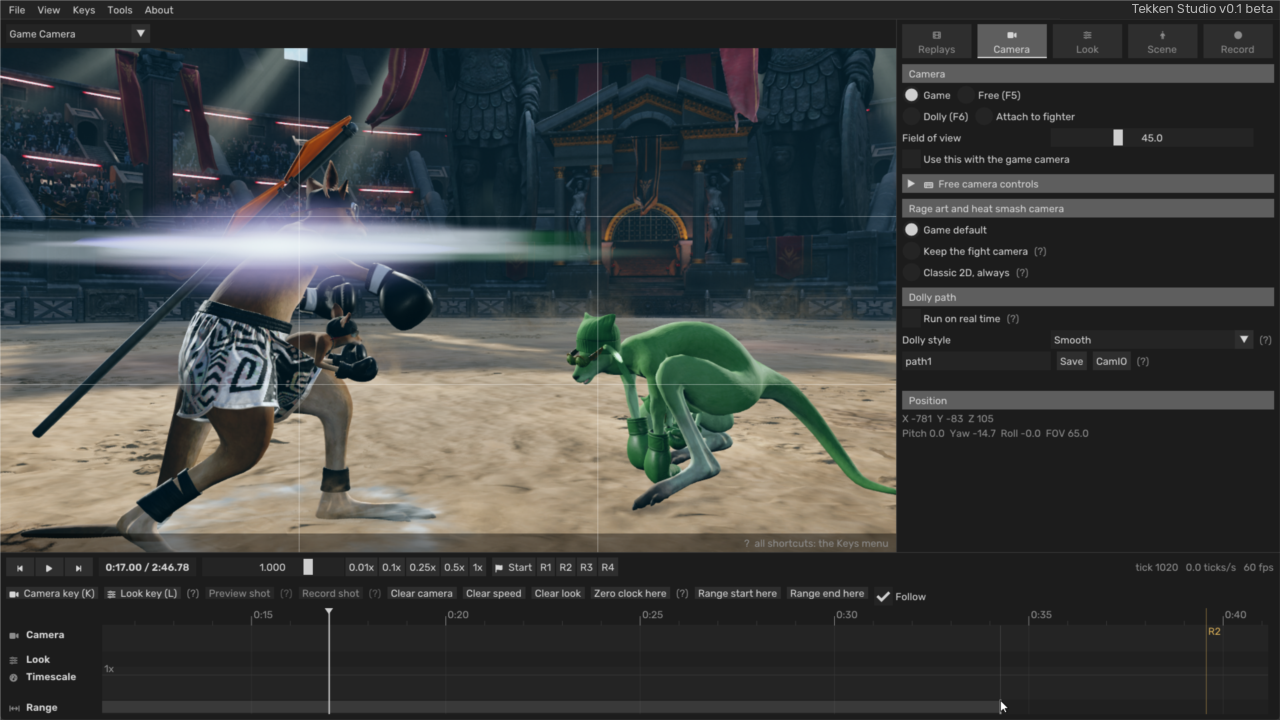 File View Keys Tools About
Tekken Studio v0.1 beta
Game Camera
Replays Camera Look Scene Record
Camera
Game Free (F5)
Dolly (F6) Attach to fighter
Field of view 45.0
Use this with the game camera
Free camera controls
Rage art and heat smash camera
Game default
Keep the fight camera (?)
Classic 2D, always (?)
Dolly path
Run on real time (?)
Dolly style Smooth (?)
path1 Save CamIO (?)
Position
X -781 Y -83 Z 105
Pitch 0.0 Yaw -14.7 Roll -0.0 FOV 65.0
? all shortcuts: the Keys menu
0:17.00 / 2:46.78 1.000 0.01x 0.1x 0.25x 0.5x 1x Start R1 R2 R3 R4 tick 1020 0.0 ticks/s 60 fps
Camera key (K) Look key (L) (?) Preview shot (?) Record shot (?) Clear camera Clear speed Clear look Zero clock here (?) Range start here Range end here Follow
0:15 0:20 0:25 0:30 0:35 0:40
Camera
R2
Look
1x
Timescale
Range